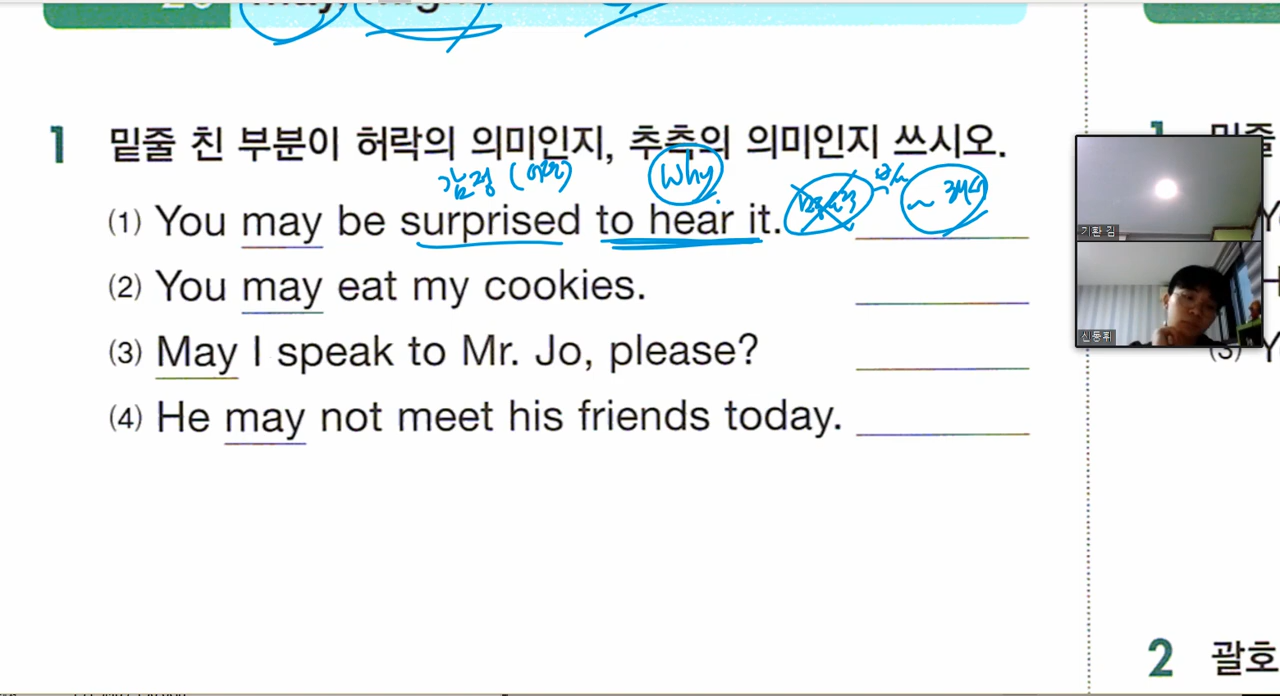 1 밑줄 친 부분이 허락의 의미인지, 추측의 의미인지 쓰시오.
감정 Why
(1) You may be surprised to hear it.
(2) You may eat my cookies.
(3) May I speak to Mr. Jo, please?
(4) He may not meet his friends today.
기환 김
신동휘
(3) Y
2 괄호